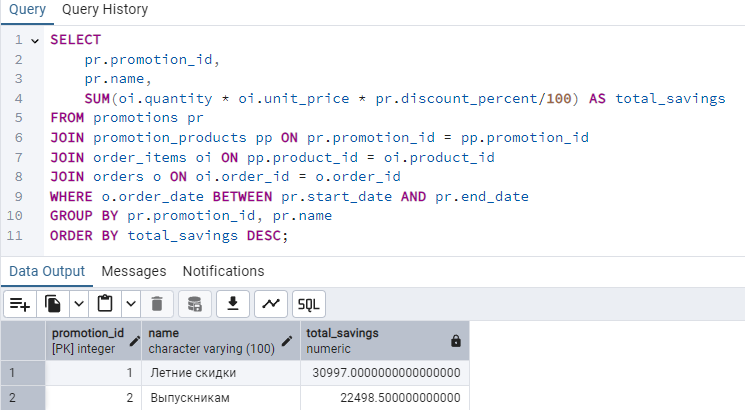 Query Query History
1 SELECT
2 pr.promotion_id,
3 pr.name,
4 SUM(oi.quantity * oi.unit_price * pr.discount_percent/100) AS total_savings
5 FROM promotions pr
6 JOIN promotion_products pp ON pr.promotion_id = pp.promotion_id
7 JOIN order_items oi ON pp.product_id = oi.product_id
8 JOIN orders o ON oi.order_id = o.order_id
9 WHERE o.order_date BETWEEN pr.start_date AND pr.end_date
10 GROUP BY pr.promotion_id, pr.name
11 ORDER BY total_savings DESC;
Data Output Messages Notifications
SQL
promotion_id name total_savings
[PK] integer character varying (100) numeric
1 1 Летние скидки 30997.0000000000000000
2 2 Выпускникам 22498.500000000000